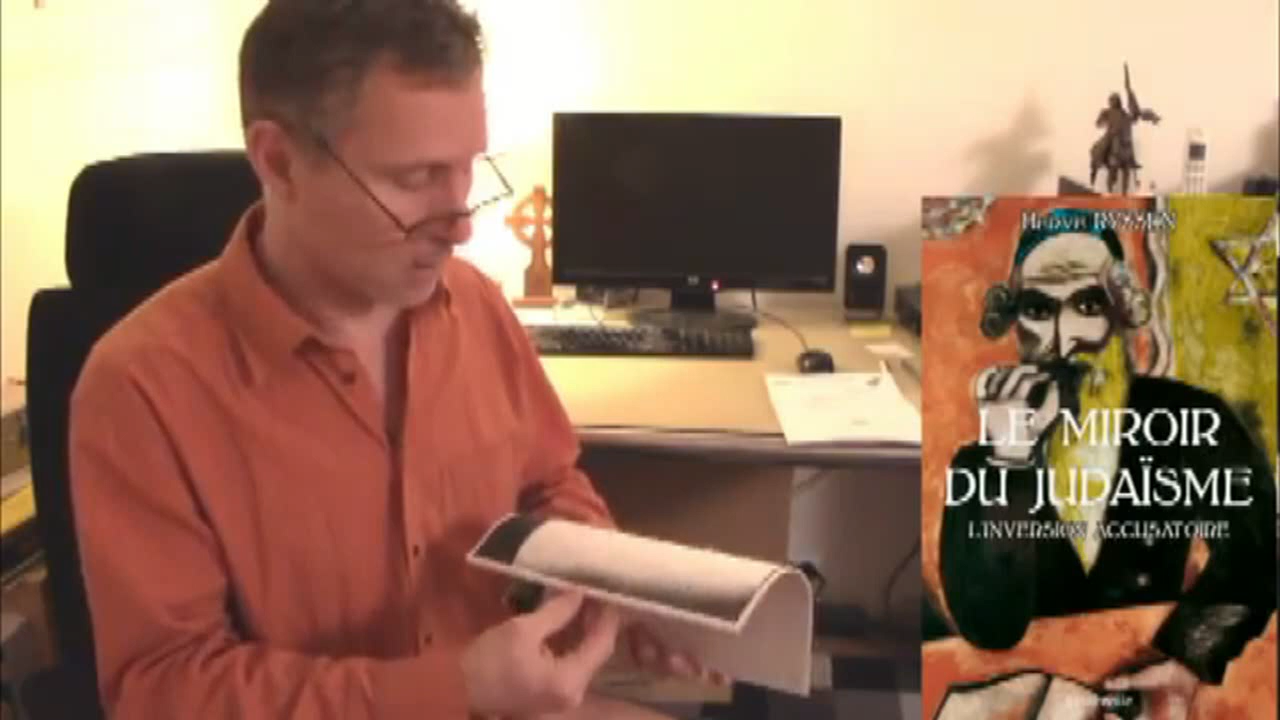 HERVÉ RYSSEN
LE MIROIR
DU JUDAÏSME
L'INVERSION ACCUSATOIRE